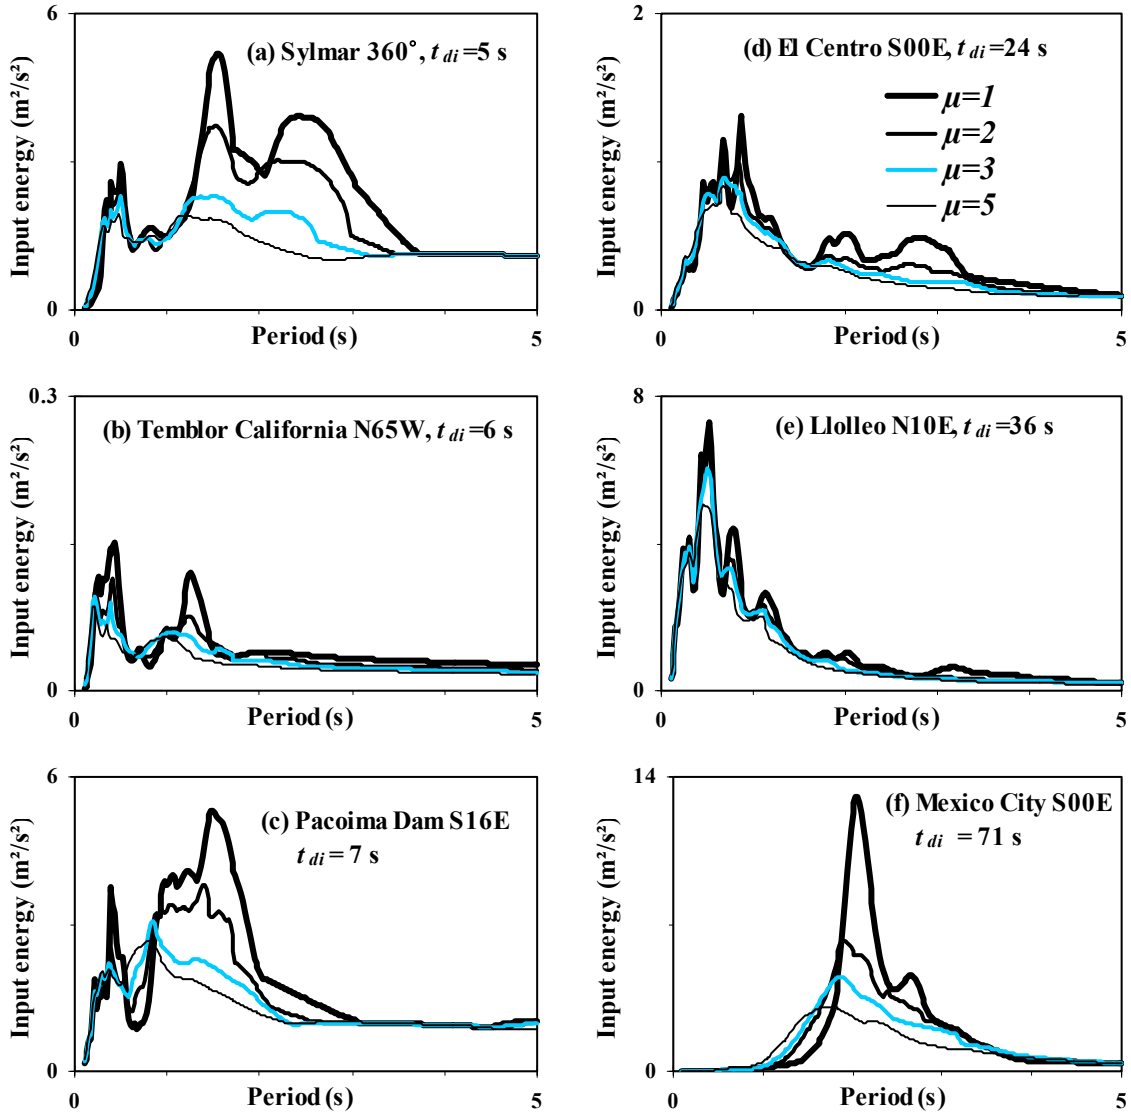 6
(a) Sylmar 360°, t di =5 s
Input energy (m²/s²)
0
0
Period (s)
5
2
(d) El Centro S00E, t di =24 s
μ=1
μ=2
μ=3
μ=5
Input energy (m²/s²)
0
0
Period (s)
5
0.3
(b) Temblor California N65W, t di =6 s
Input energy (m²/s²)
0
0
Period (s)
5
8
(e) Llolleo N10E, t di =36 s
Input energy (m²/s²)
0
0
Period (s)
5
6
(c) Pacoima Dam S16E
t di = 7 s
Input energy (m²/s²)
0
0
Period (s)
5
14
(f) Mexico City S00E
t di = 71 s
Input energy (m²/s²)
0
0
Period (s)
5